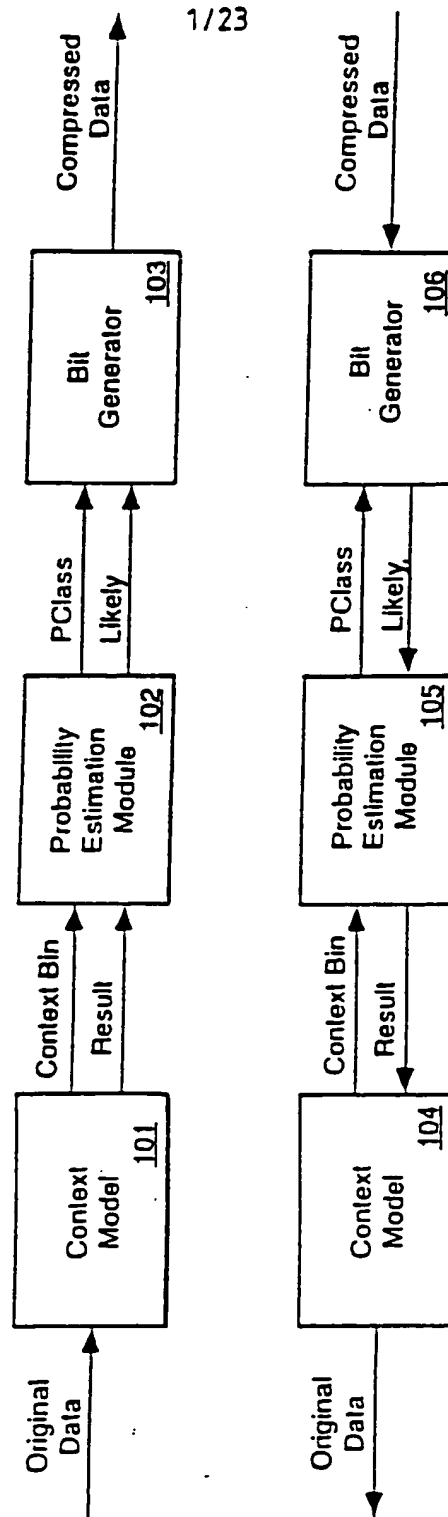 1/23
Original
Data
Context
Model
101
Context Bin
Result
Probability
Estimation
Module
102
PClass
Likely
Bit
Generator
103
Compressed
Data
Original
Data
Context
Model
104
Context Bin
Result
Probability
Estimation
Module
105
PClass
Likely
Bit
Generator
106
Compressed
Data